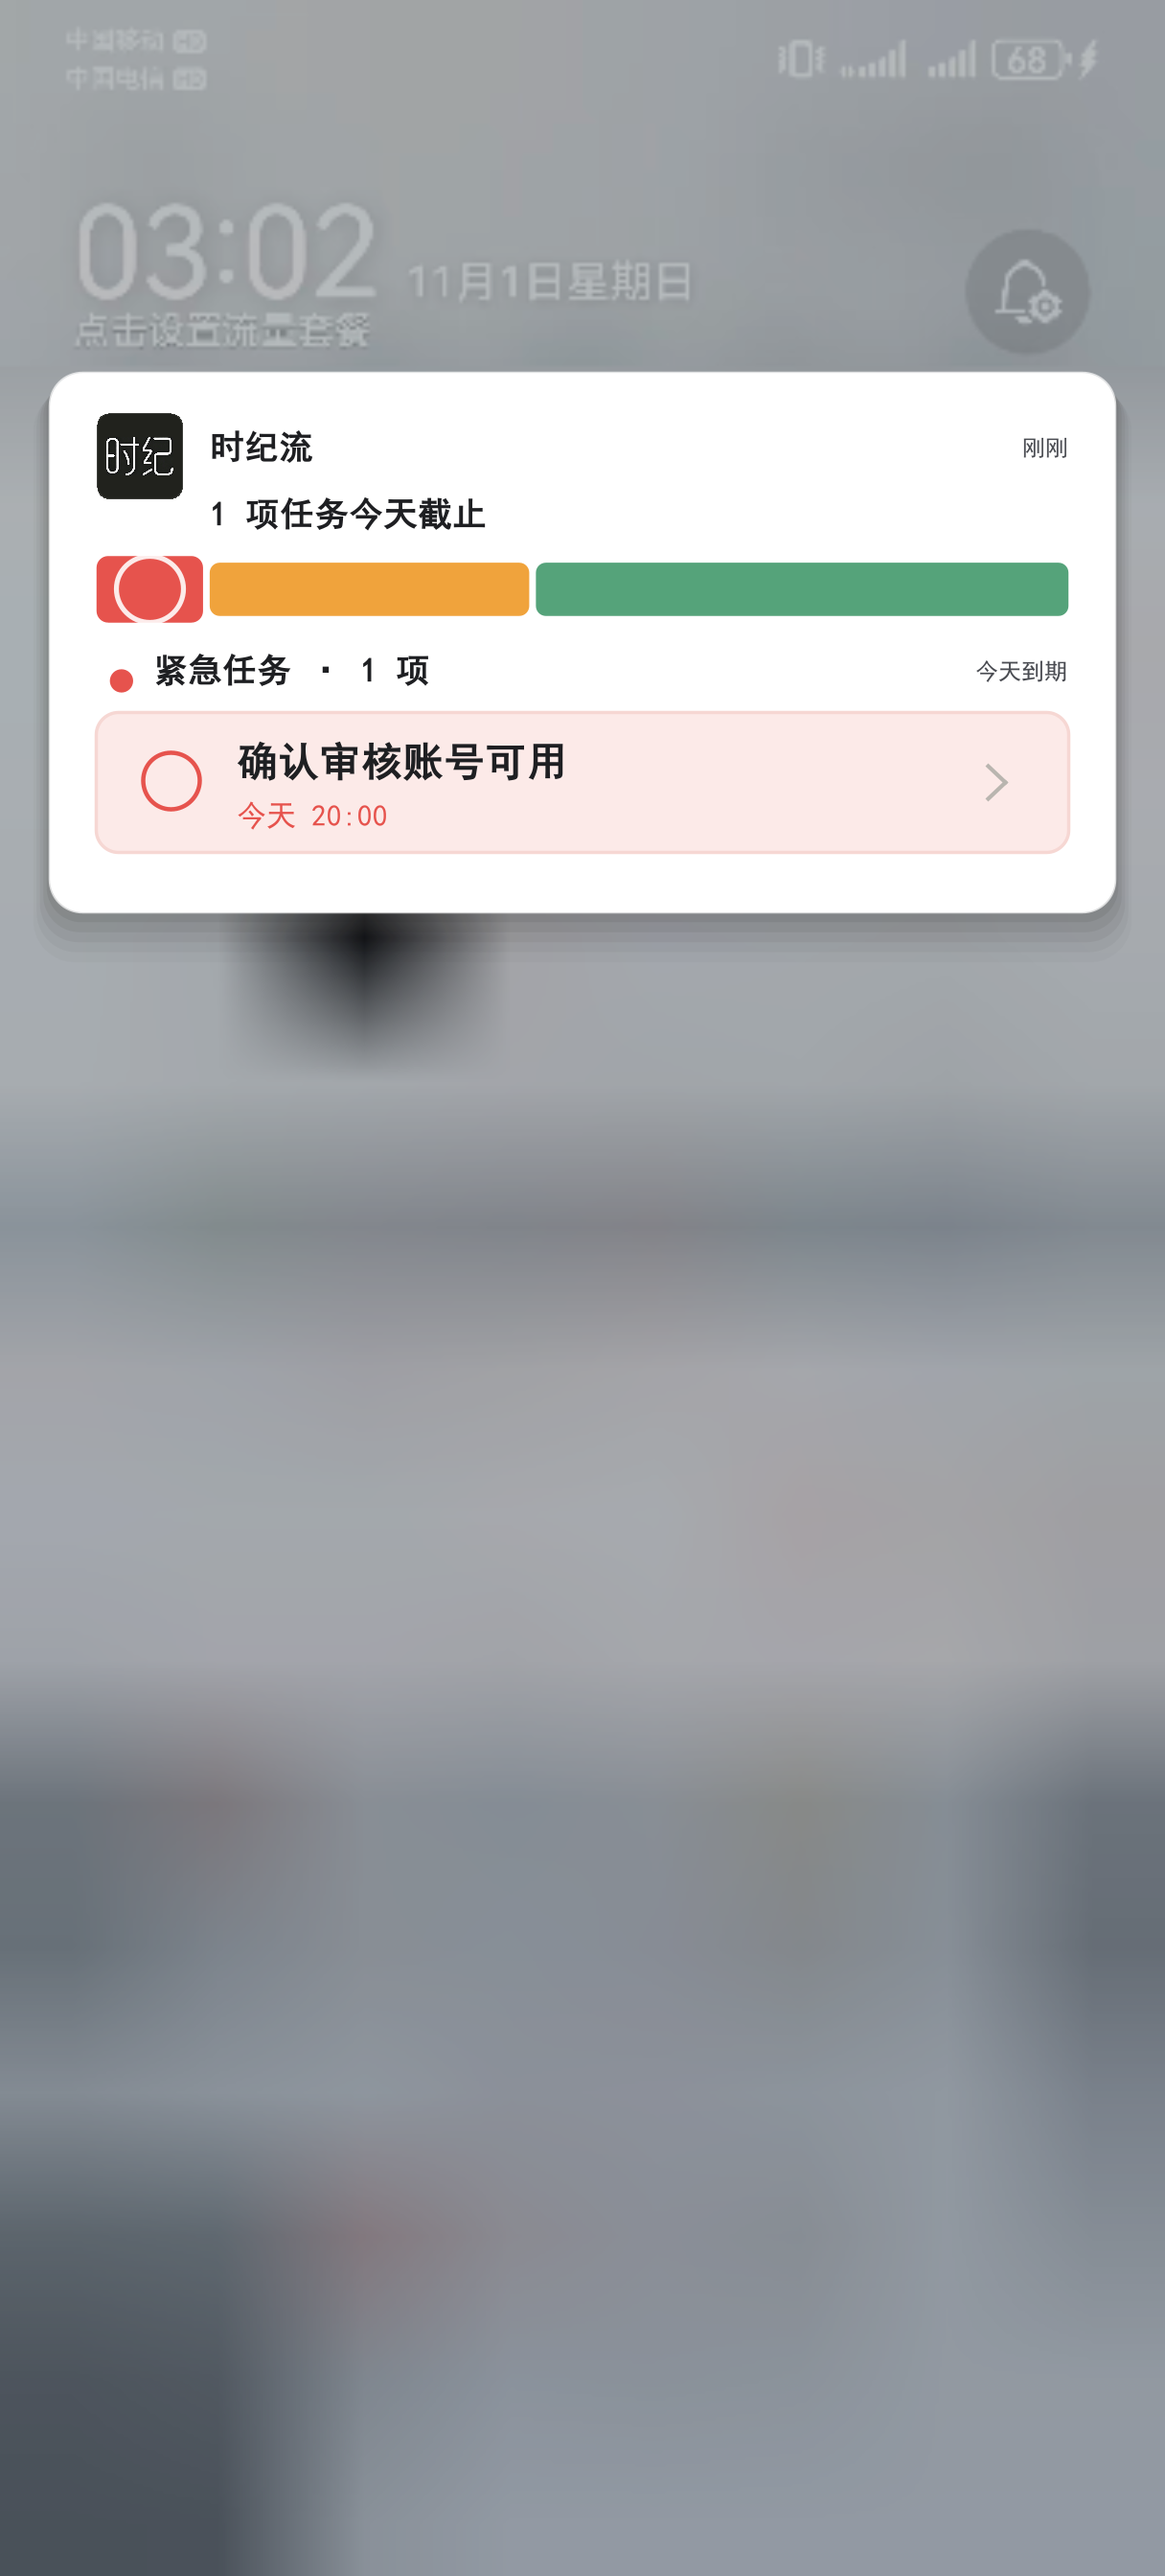 中国移动 HD
中国电信 HD
68
03:02 11月1日星期日
点击设置流量套餐
时纪
时纪流
刚刚
1 项任务今天截止
紧急任务 · 1 项
今天到期
确认审核账号可用
今天 20:00